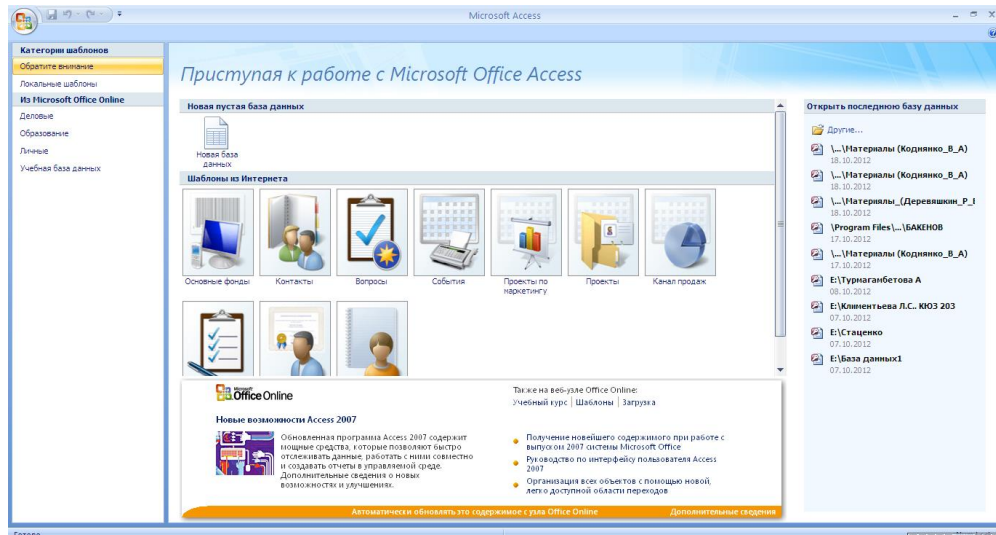 Microsoft Access
Категории шаблонов
Обратите внимание
Локальные шаблоны
Из Microsoft Office Online
Деловые
Образование
Личные
Учебная база данных
Приступая к работе с Microsoft Office Access
Новая пустая база данных
Новая база
данных
Шаблоны из Интернета
Основные фонды
Контакты
Вопросы
События
Проекты по
маркетингу
Проекты
Канал продаж
Microsoft
Office Online
Новые возможности Access 2007
Обновленная программа Access 2007 содержит
мощные средства, которые позволяют быстро
отслеживать данные, работать с ними совместно
и создавать отчеты в управляемой среде.
Дополнительные сведения о новых
возможностях и улучшениях.
Также на веб-узле Office Online:
Учебный курс | Шаблоны | Загрузка
Получение новейшего содержимого при работе с
выпуском 2007 системы Microsoft Office
Руководство по интерфейсу пользователя Access
2007
Организация всех объектов с помощью новой,
легко доступной области переходов
Автоматически обновлять это содержимое с узла Office Online
Дополнительные сведения
Открыть последнюю базу данных
Другие...
\...\Материалы (Коднянко_В_А)
18.10.2012
\...\Материалы (Коднянко_В_А)
18.10.2012
\...\Материялы_(Деревяшкин_Р_Е
18.10.2012
\Program Files\...\БАКЕНОВ
17.10.2012
\...\Материалы (Коднянко_В_А)
17.10.2012
E:\Турмагамбетова А
08.10.2012
E:\Климентьева Л.С.. КЮЗ 203
07.10.2012
E:\Стаценко
07.10.2012
E:\База данных1
07.10.2012
Готово